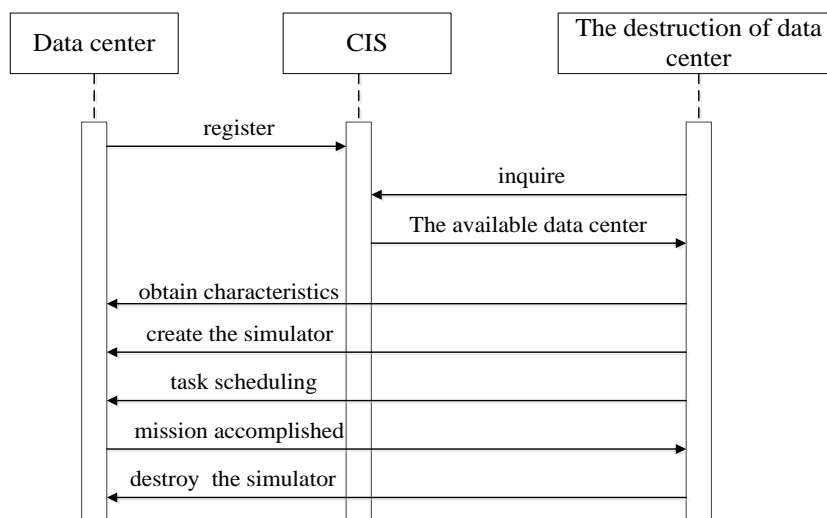 Data center
CIS
The destruction of data
center
register
inquire
The available data center
obtain characteristics
create the simulator
task scheduling
mission accomplished
destroy the simulator